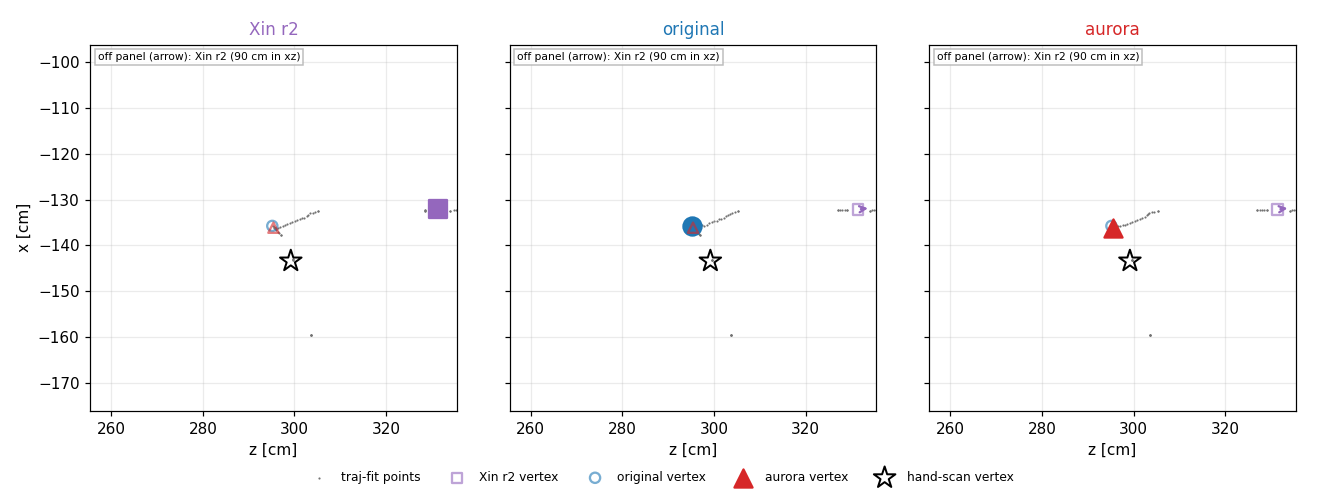 Xin r2
original
aurora
off panel (arrow): Xin r2 (90 cm in xz)
off panel (arrow): Xin r2 (90 cm in xz)
off panel (arrow): Xin r2 (90 cm in xz)
−100
−110
−120
−130
−140
−150
−160
−170
x [cm]
260 280 300 320
260 280 300 320
260 280 300 320
z [cm]
z [cm]
z [cm]
traj-fit points
Xin r2 vertex
original vertex
aurora vertex
hand-scan vertex